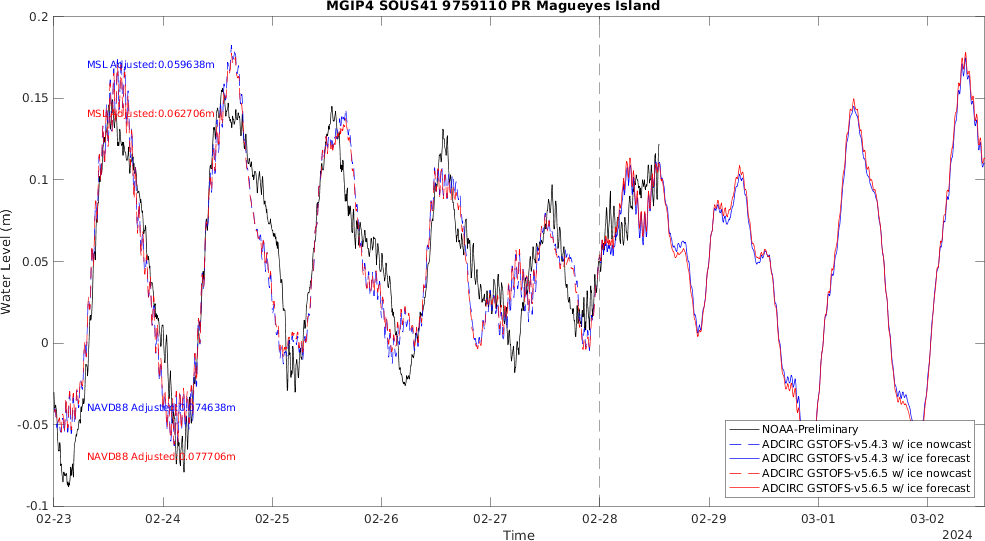 MGIP4 SOUS41 9759110 PR Magueyes Island
Water Level (m)
0.2
0.15
0.1
0.05
0
-0.05
-0.1
MSL Adjusted:0.059638m
MSL Adjusted:0.062706m
NAVD88 Adjusted:0.074638m
NAVD88 Adjusted:0.077706m
NOAA-Preliminary
ADCIRC GSTOFS-v5.4.3 w/ ice nowcast
ADCIRC GSTOFS-v5.4.3 w/ ice forecast
ADCIRC GSTOFS-v5.6.5 w/ ice nowcast
ADCIRC GSTOFS-v5.6.5 w/ ice forecast
02-23 02-24 02-25 02-26 02-27 02-28 02-29 03-01 03-02
Time
2024